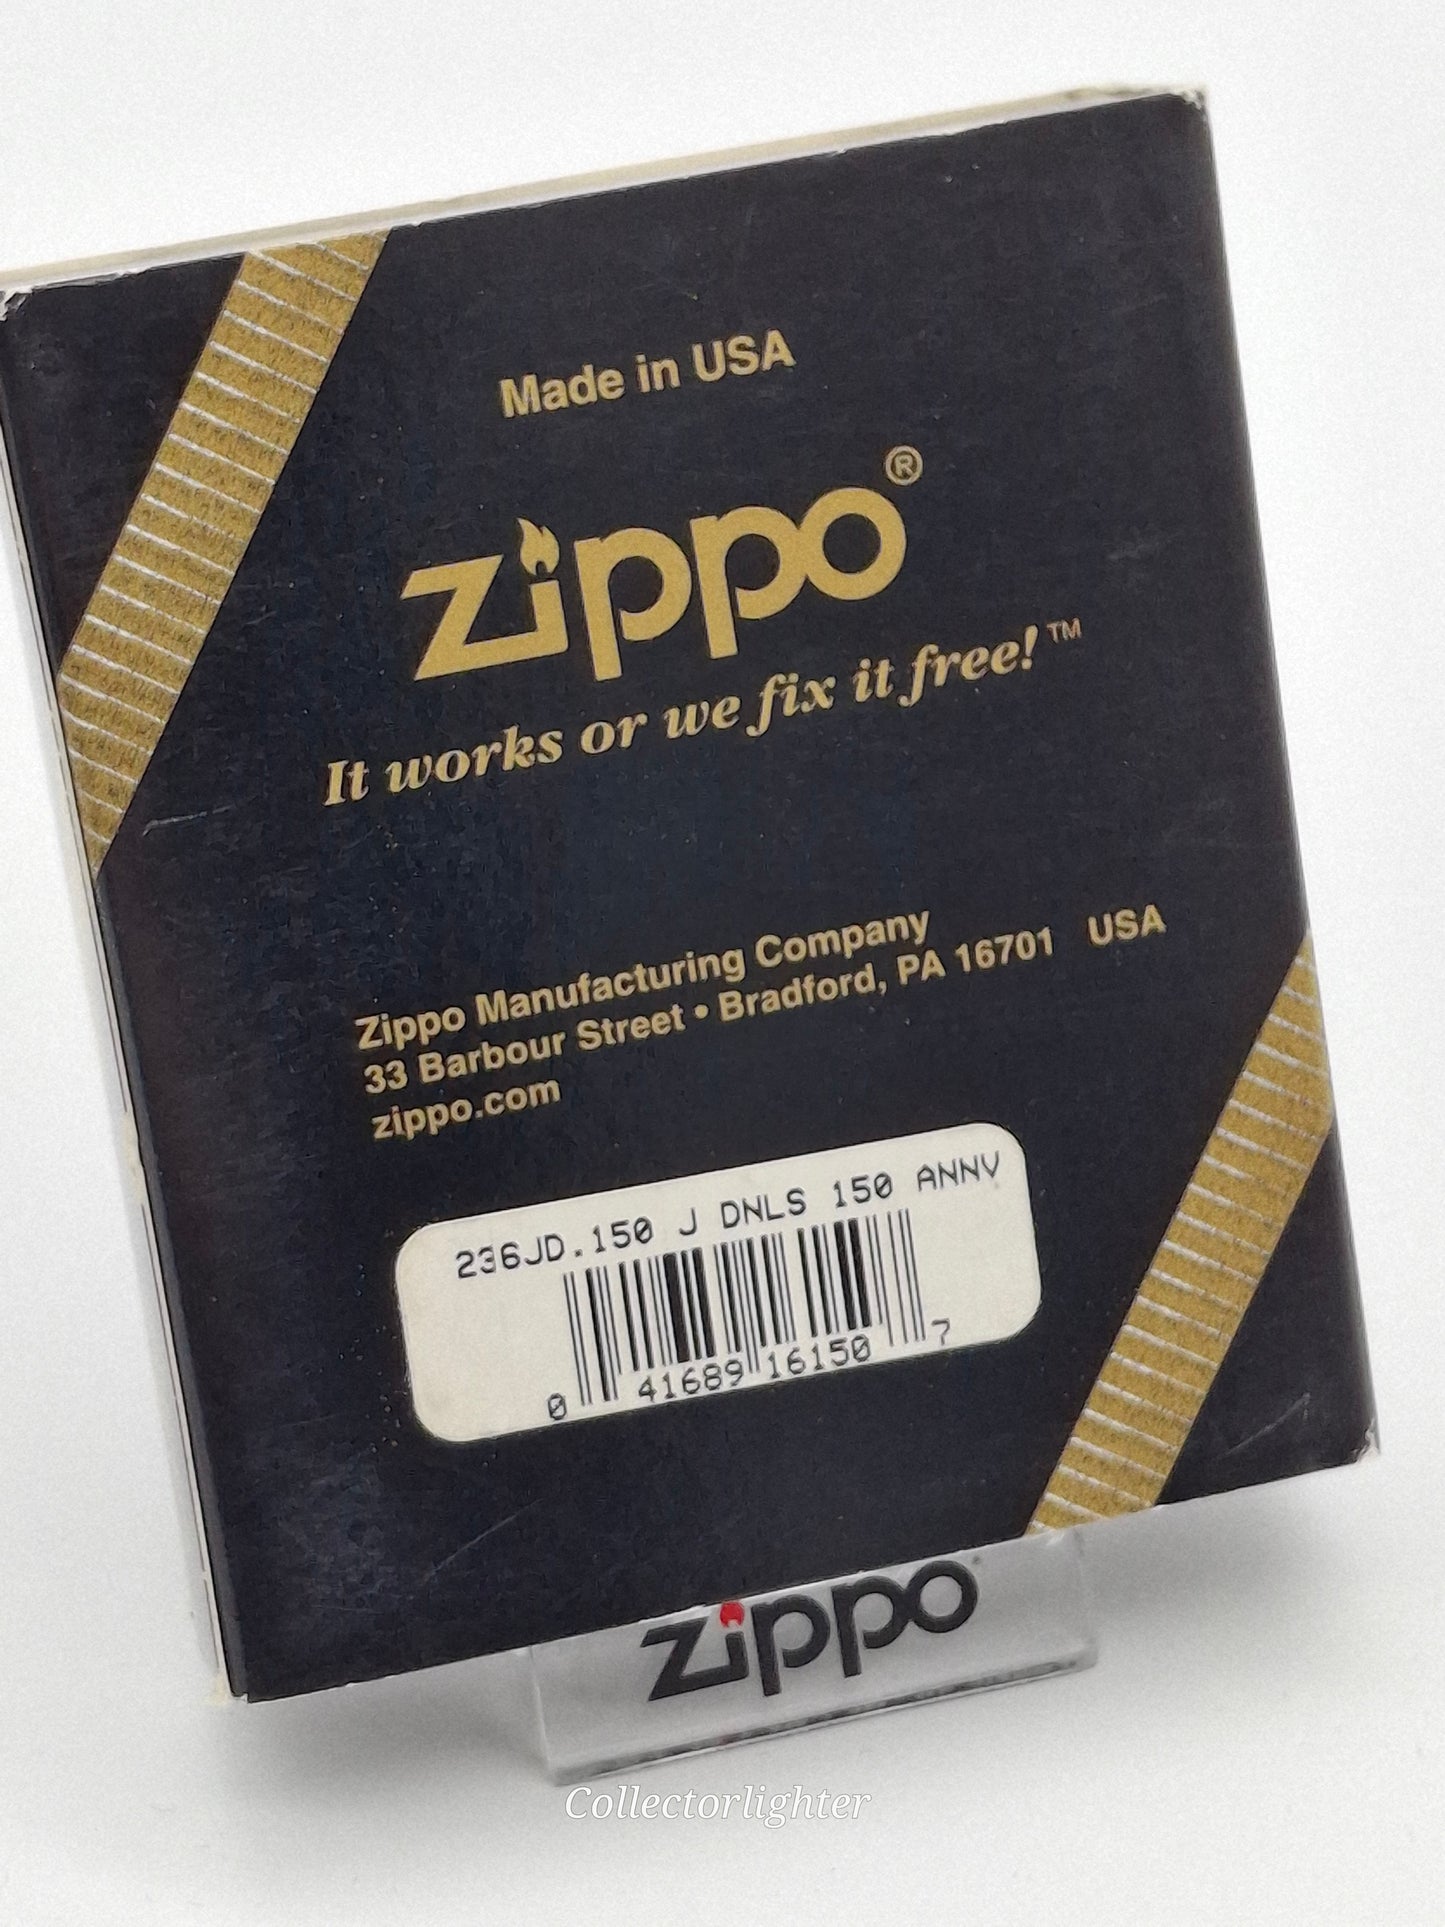 Made in USA
zippo®
It works or we fix it free!™
Zippo Manufacturing Company
33 Barbour Street • Bradford, PA 16701 USA
zippo.com
236JD.150 J DNLS 150 ANNV
0 41689 16150 7
zippo
Collectorlighter